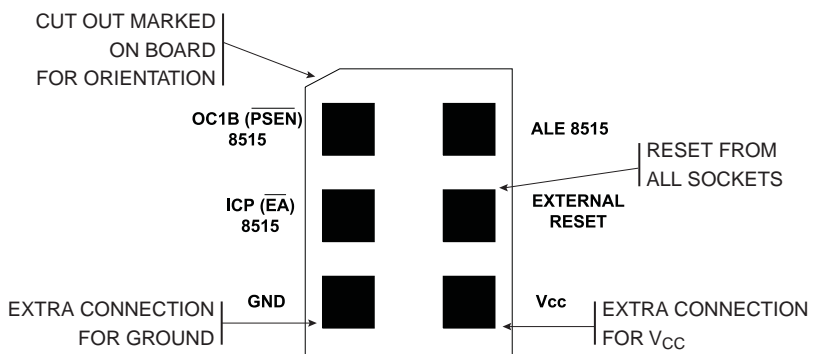 CUT OUT MARKED
ON BOARD
FOR ORIENTATION
OC1B (PSEN)
8515
ALE 8515
RESET FROM
ALL SOCKETS
ICP (EA)
8515
EXTERNAL
RESET
EXTRA CONNECTION
FOR GROUND
GND
Vcc
EXTRA CONNECTION
FOR VCC